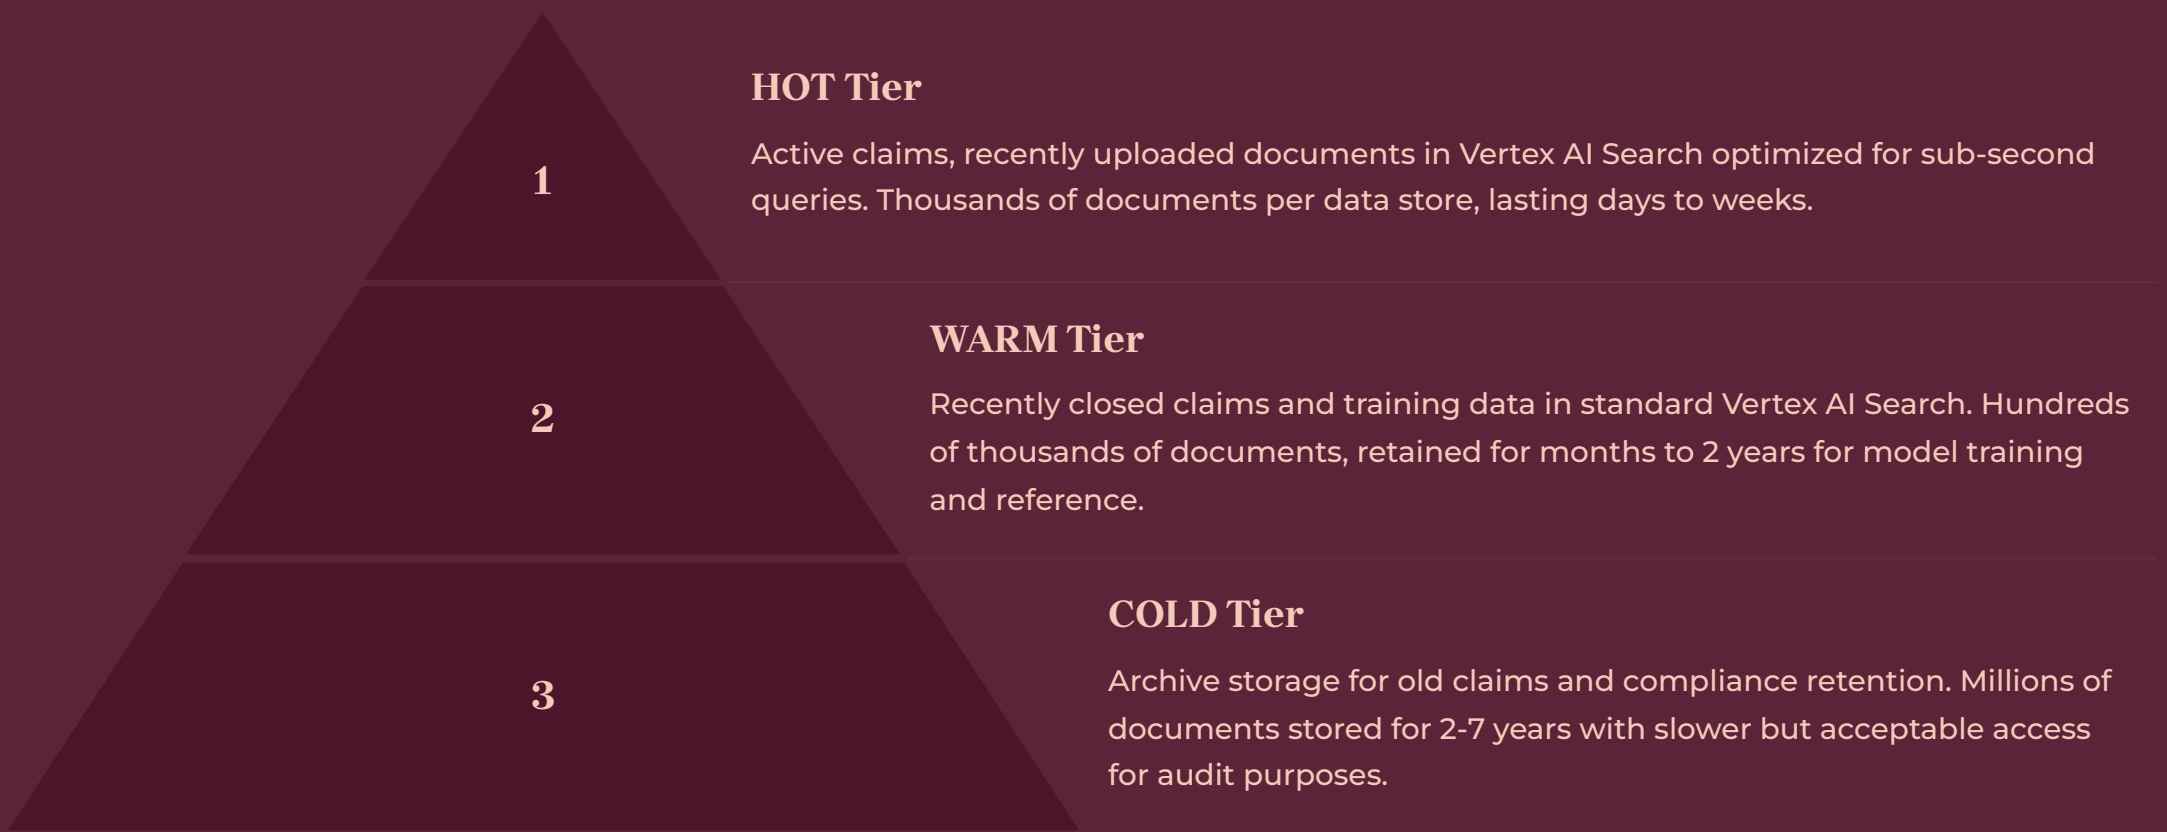 HOT Tier
Active claims, recently uploaded documents in Vertex AI Search optimized for sub-second
queries. Thousands of documents per data store, lasting days to weeks.
1
WARM Tier
Recently closed claims and training data in standard Vertex AI Search. Hundreds
of thousands of documents, retained for months to 2 years for model training
and reference.
2
COLD Tier
Archive storage for old claims and compliance retention. Millions of
documents stored for 2-7 years with slower but acceptable access
for audit purposes.
3